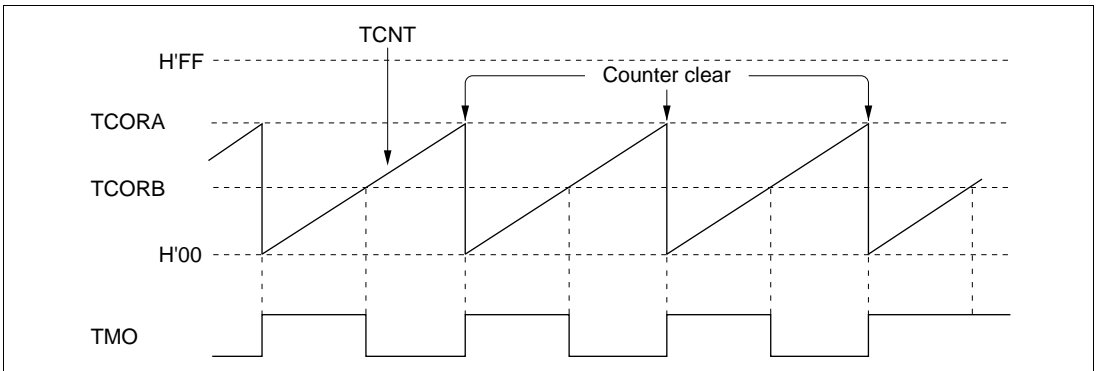 TCNT
H'FF
Counter clear
TCORA
TCORB
H'00
TMO